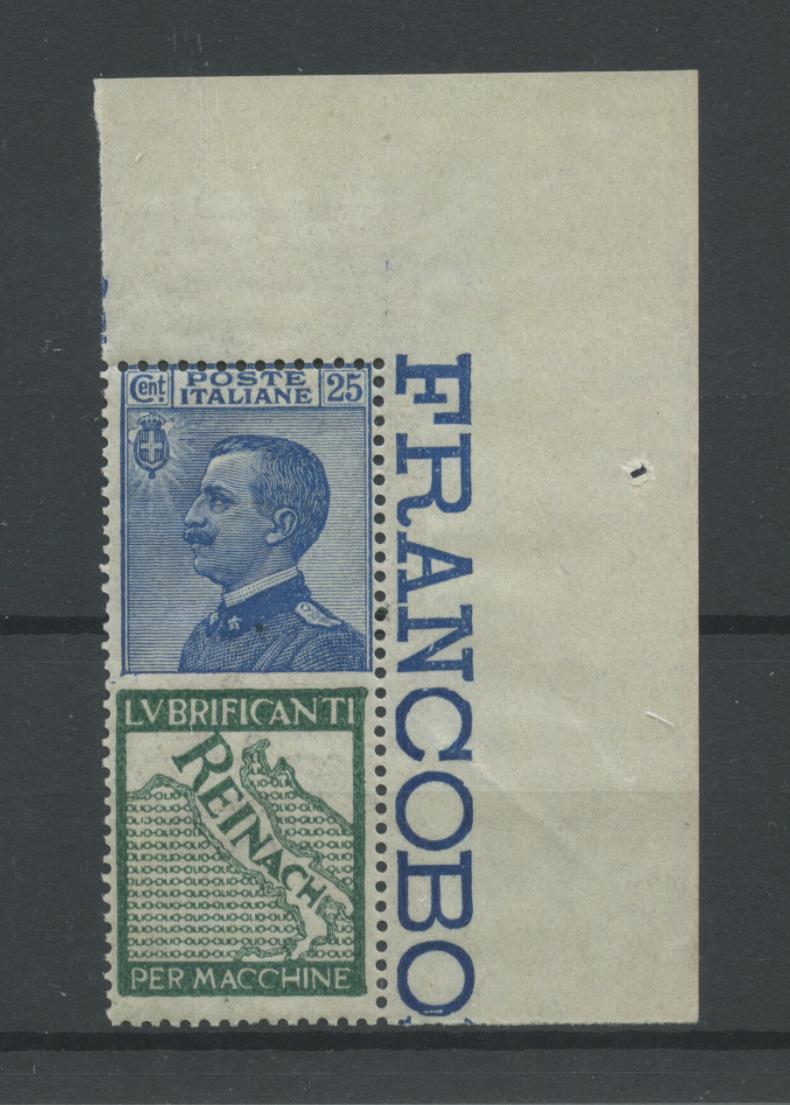 Cent. POSTE 25
ITALIANE
LVBRIFICANTI
REINACH
PER MACCHINE
FRANCOBO